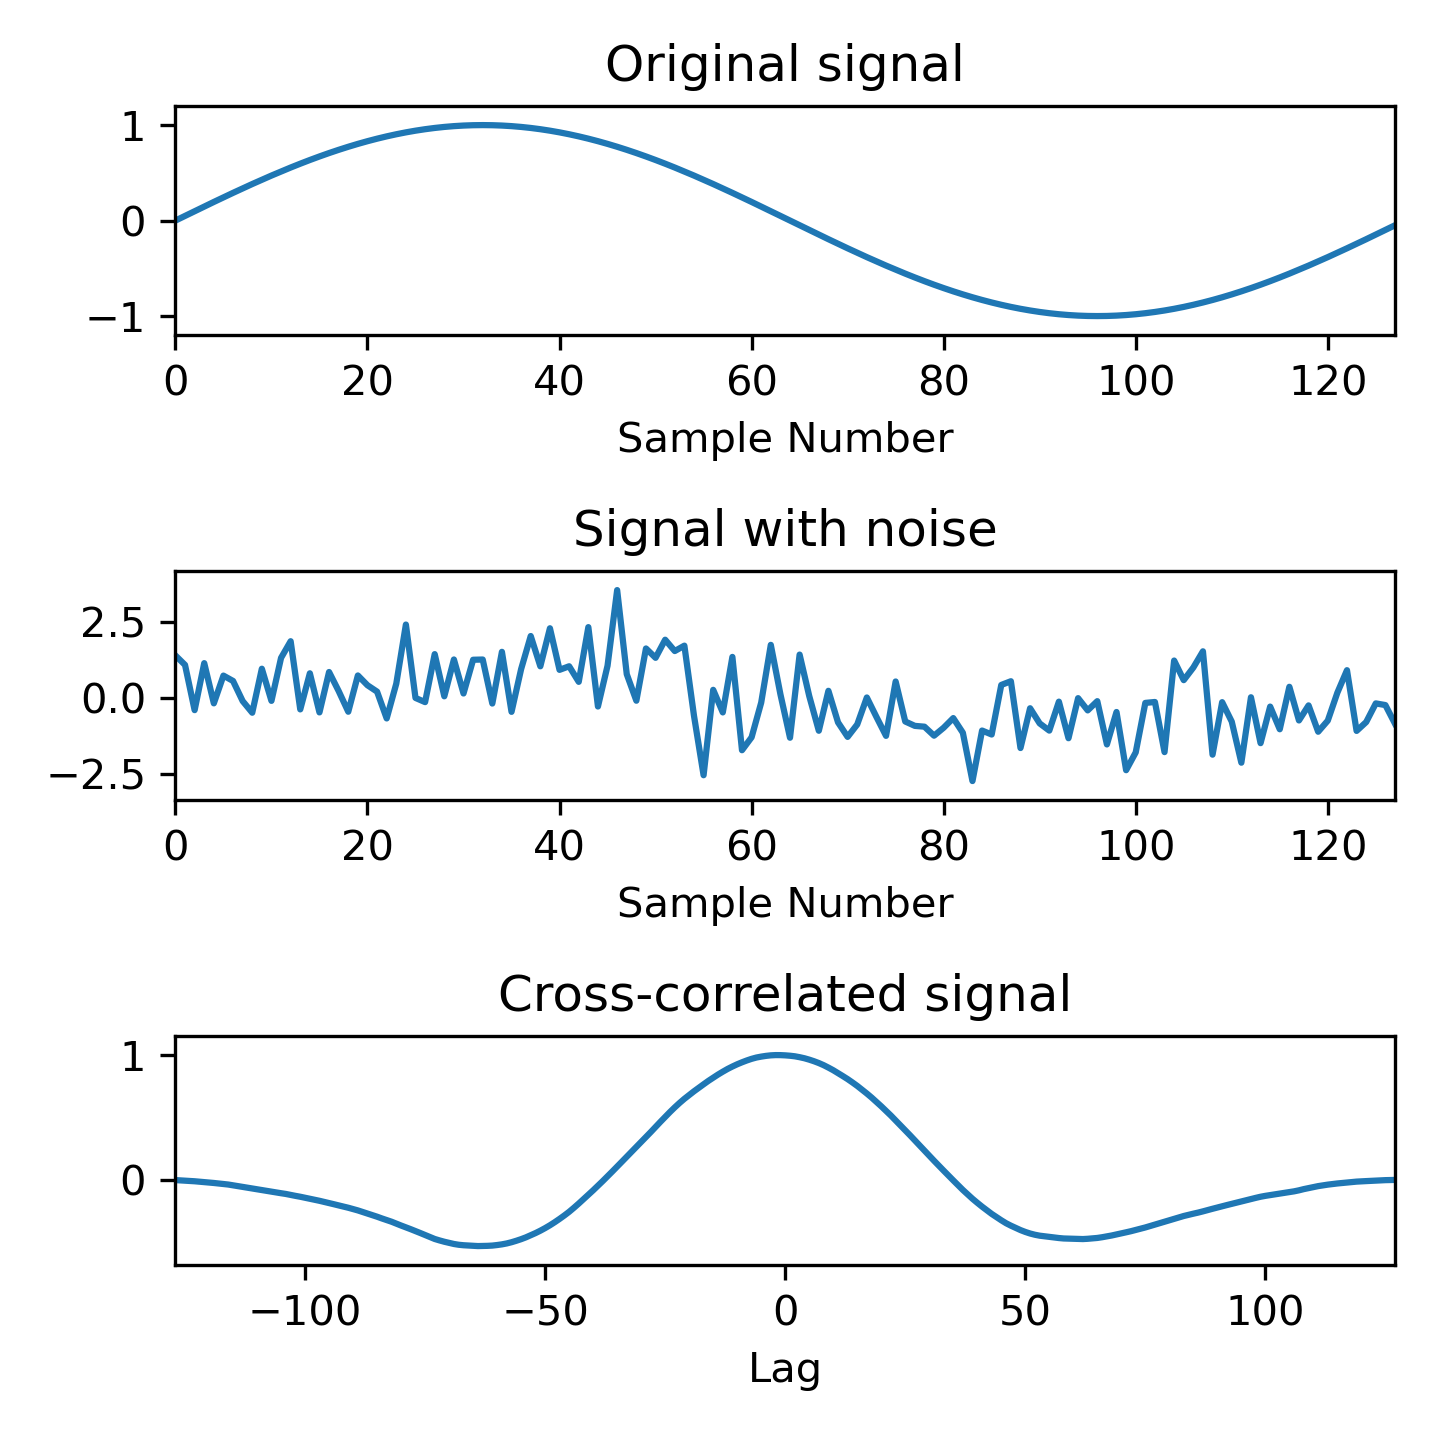 Original signal
1
0
−1
0 20 40 60 80 100 120
Sample Number
Signal with noise
2.5
0.0
−2.5
0 20 40 60 80 100 120
Sample Number
Cross-correlated signal
1
0
−100 −50 0 50 100
Lag